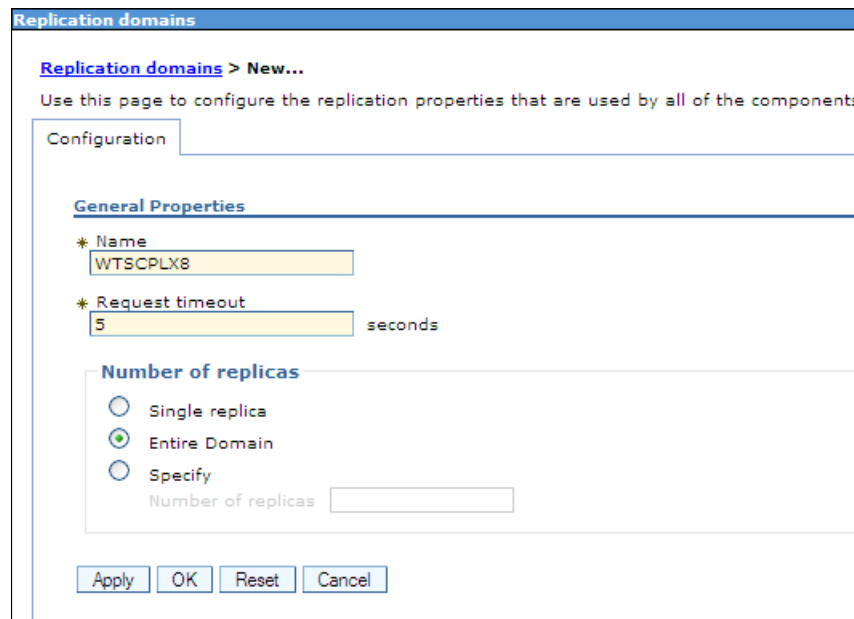 Replication domains
Replication domains > New...
Use this page to configure the replication properties that are used by all of the components
Configuration
General Properties
* Name
WTSCPLX8
* Request timeout
5 seconds
Number of replicas
Single replica
Entire Domain
Specify
Number of replicas
Apply OK Reset Cancel